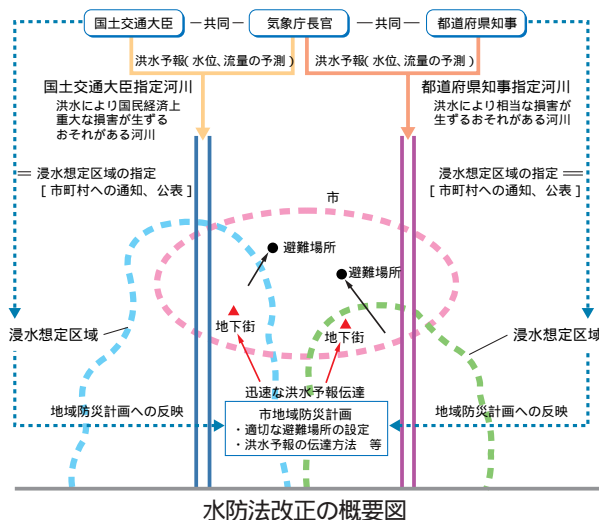 国土交通大臣 共同 気象庁長官 共同 都道府県知事
洪水予報(水位、流量の予測) 洪水予報(水位、流量の予測)
国土交通大臣指定河川
洪水により国民経済上
重大な損害が生ずる
おそれがある河川
都道府県知事指定河川
洪水により相当な損害が
生ずるおそれがある河川
浸水想定区域の指定
[市町村への通知、公表]
浸水想定区域の指定
[市町村への通知、公表]
市
避難場所
避難場所
地下街
地下街
浸水想定区域
浸水想定区域
迅速な洪水予報伝達
地域防災計画への反映
市地域防災計画
・適切な避難場所の設定
・洪水予報の伝達方法 等
地域防災計画への反映
水防法改正の概要図